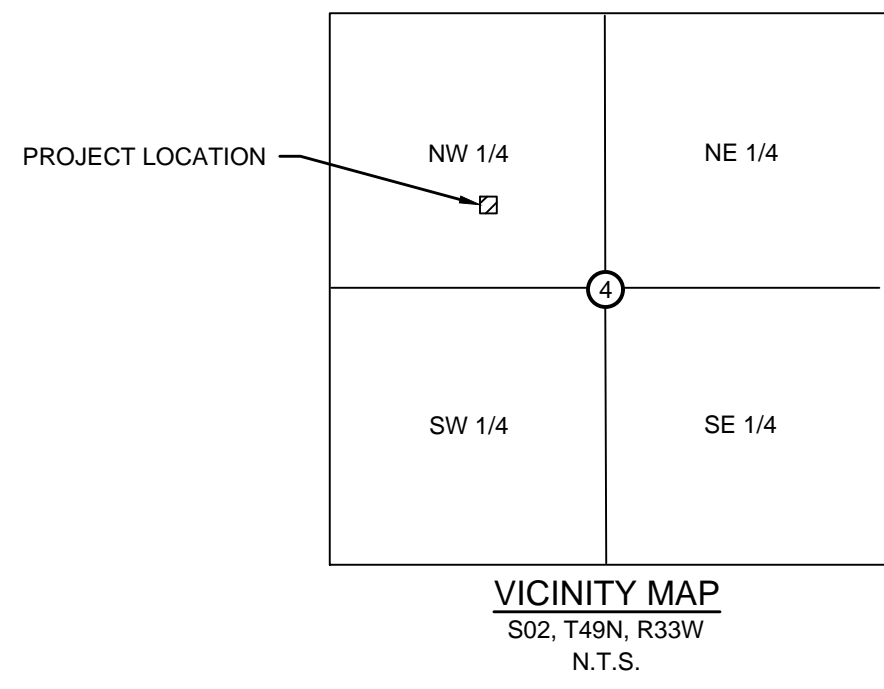 NW 1/4
NE 1/4
PROJECT LOCATION
4
SW 1/4
SE 1/4
VICINITY MAP
S02, T49N, R33W
N.T.S.